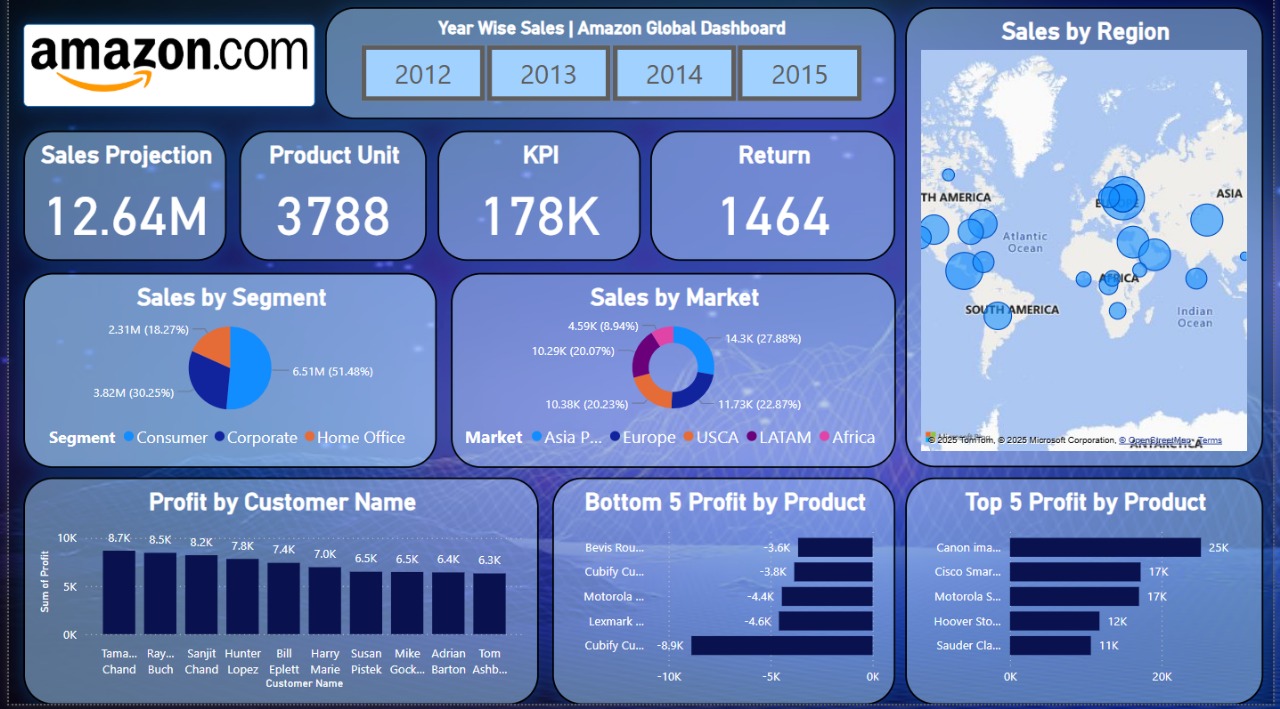 amazon.com
Year Wise Sales | Amazon Global Dashboard
2012 2013 2014 2015
Sales by Region
TH AMERICA
ASIA
Atlantic
Ocean
AFRICA
SOUTH AMERICA
Indian
Ocean
© 2025 TomTom, © 2025 Microsoft Corporation, © OpenStreetMap Terms
ANTARCTICA
Sales Projection
12.64M
Product Unit
3788
KPI
178K
Return
1464
Sales by Segment
2.31M (18.27%)
6.51M (51.48%)
3.82M (30.25%)
Segment Consumer Corporate Home Office
Sales by Market
4.59K (8.94%)
14.3K (27.88%)
10.29K (20.07%)
10.38K (20.23%)
11.73K (22.87%)
Market Asia P... Europe USCA LATAM Africa
Profit by Customer Name
Sum of Profit
10K
5K
0K
8.7K 8.5K 8.2K 7.8K 7.4K 7.0K 6.5K 6.5K 6.4K 6.3K
Tama... Ray... Sanjit Hunter Bill Harry Susan Mike Adrian Tom
Chand Buch Chand Lopez Eplett Marie Pistek Gock... Barton Ashb...
Customer Name
Bottom 5 Profit by Product
Bevis Rou... -3.6K
Cubify Cu... -3.8K
Motorola ... -4.4K
Lexmark ... -4.6K
Cubify Cu... -8.9K
-10K -5K 0K
Top 5 Profit by Product
Canon ima... 25K
Cisco Smar... 17K
Motorola S... 17K
Hoover Sto... 12K
Sauder Cla... 11K
0K 20K